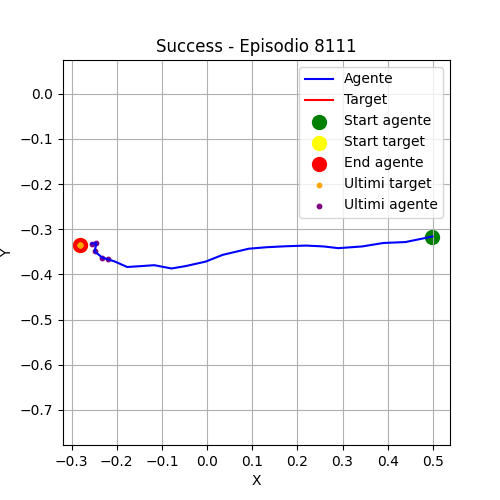 Success - Episodio 8111
Agente
Target
Start agente
Start target
End agente
Ultimi target
Ultimi agente
0.0
−0.1
−0.2
−0.3
−0.4
−0.5
−0.6
−0.7
Y
−0.3 −0.2 −0.1 0.0 0.1 0.2 0.3 0.4 0.5
X